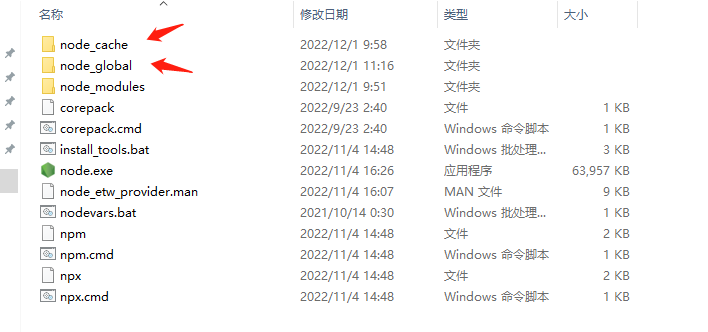 名称 修改日期 类型 大小
node_cache 2022/12/1 9:58 文件夹
node_global 2022/12/1 11:16 文件夹
node_modules 2022/12/1 9:51 文件夹
corepack 2022/9/23 2:40 文件 1 KB
corepack.cmd 2022/9/23 2:40 Windows 命令脚本 1 KB
install_tools.bat 2022/11/4 14:48 Windows 批处理... 3 KB
node.exe 2022/11/4 16:26 应用程序 63,957 KB
node_etw_provider.man 2022/11/4 16:07 MAN 文件 9 KB
nodevars.bat 2021/10/14 0:30 Windows 批处理... 1 KB
npm 2022/11/4 14:48 文件 2 KB
npm.cmd 2022/11/4 14:48 Windows 命令脚本 1 KB
npx 2022/11/4 14:48 文件 2 KB
npx.cmd 2022/11/4 14:48 Windows 命令脚本 1 KB